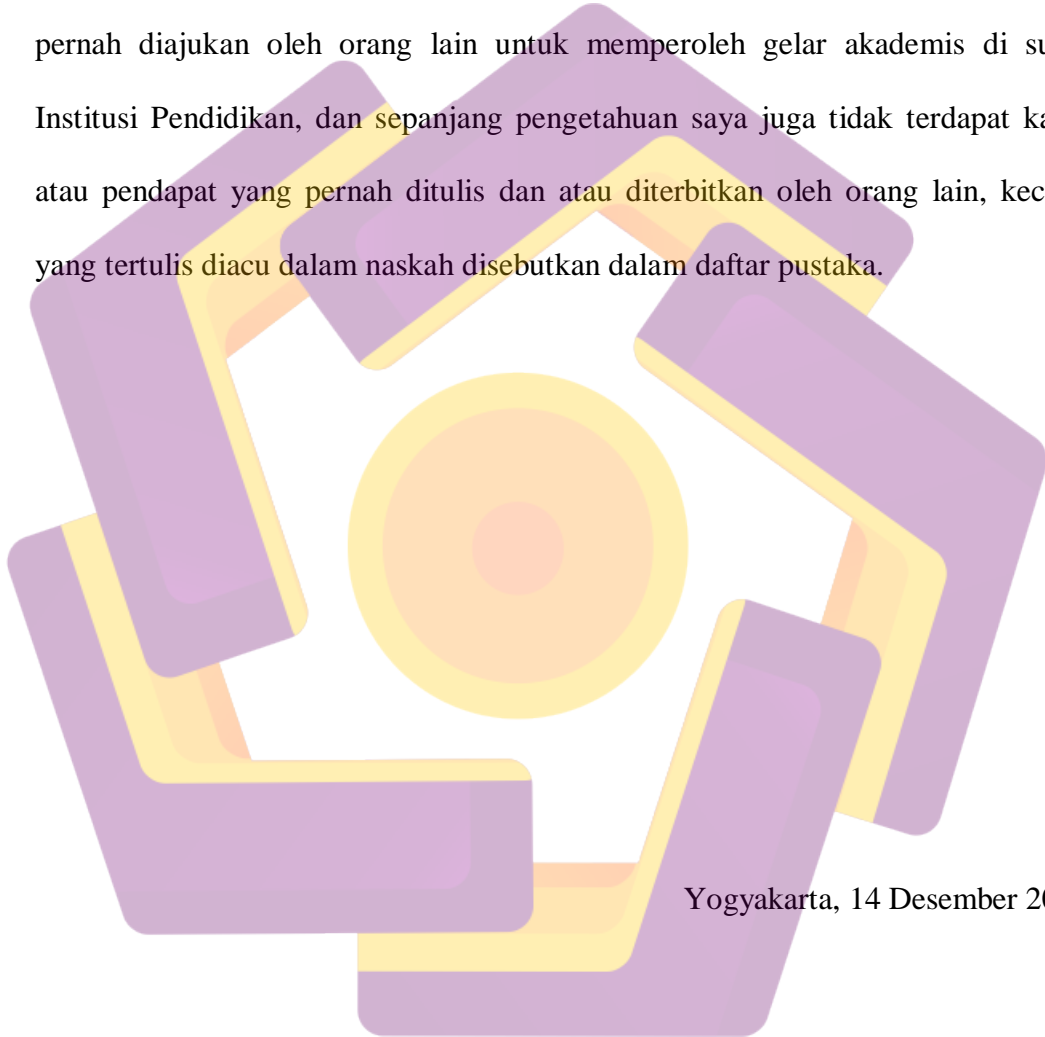 pernah diajukan oleh orang lain untuk memperoleh gelar akademis di su
Institusi Pendidikan, dan sepanjang pengetahuan saya juga tidak terdapat ka
atau pendapat yang pernah ditulis dan atau diterbitkan oleh orang lain, kec
yang tertulis diacu dalam naskah disebutkan dalam daftar pustaka.
Yogyakarta, 14 Desember 20